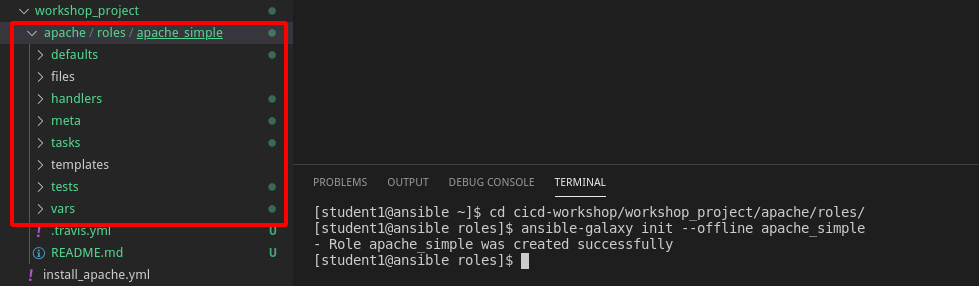 workshop_project
apache / roles / apache_simple
defaults
files
handlers
meta
tasks
templates
tests
vars
.travis.yml U
README.md U
install_apache.yml
PROBLEMS OUTPUT DEBUG CONSOLE TERMINAL
[student1@ansible ~]$ cd cicd-workshop/workshop_project/apache/roles/
[student1@ansible roles]$ ansible-galaxy init --offline apache_simple
- Role apache_simple was created successfully
[student1@ansible roles]$